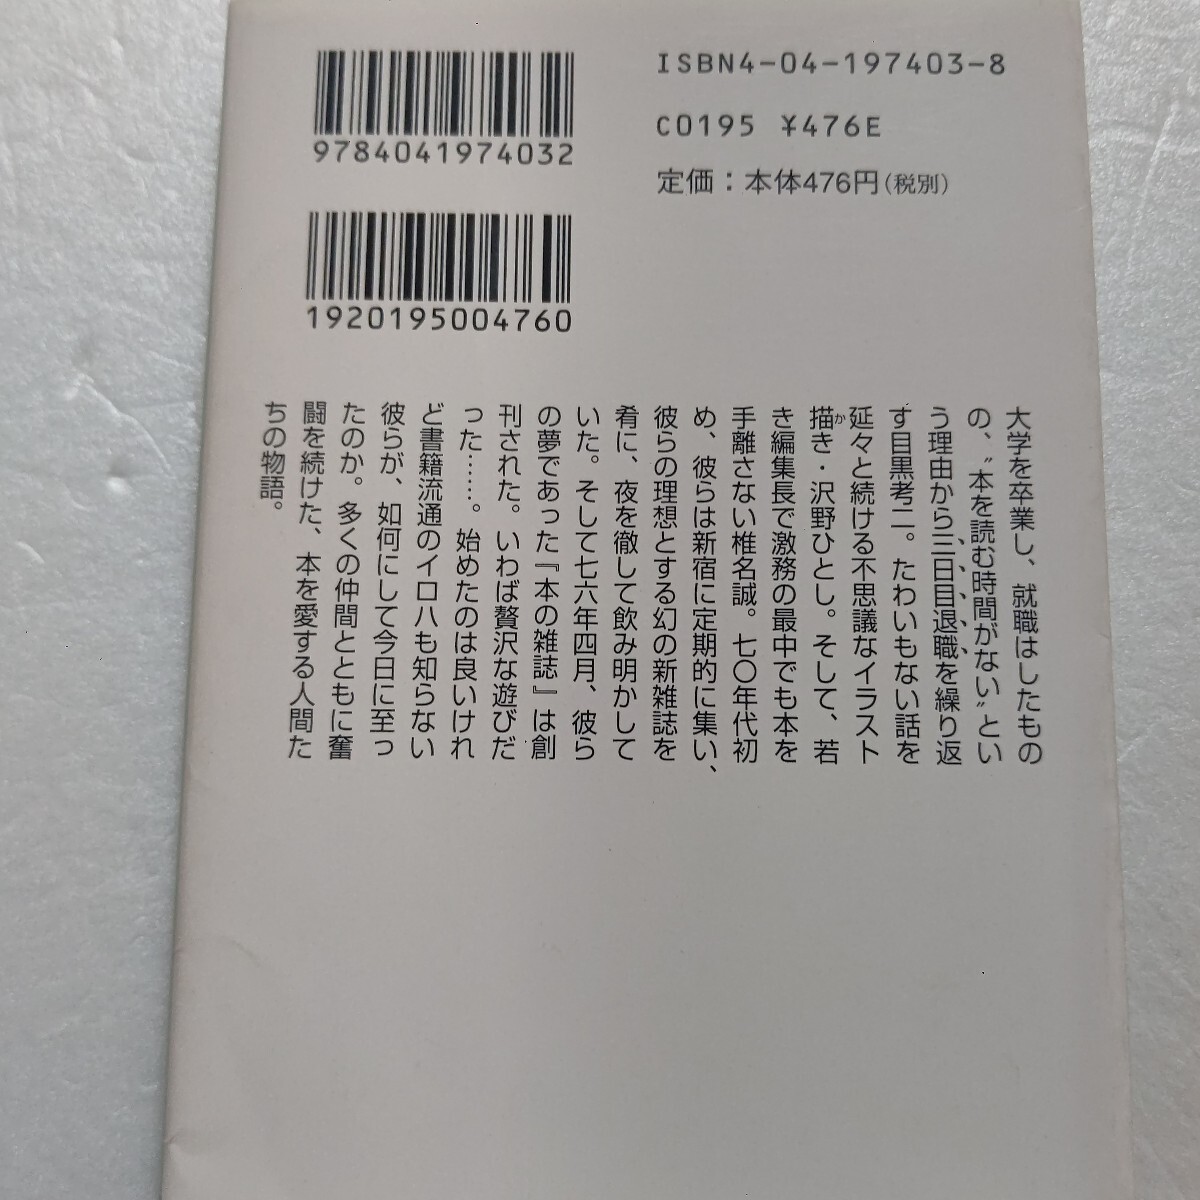 9784041974032
ISBN4-04-197403-8
C0195 ¥476E
定価：本体476円(税別)
1920195004760
大学を卒業し、就職はしたもの
の、〝本を読む時間がない〟とい
う理由から三日目退職を繰り返
す目黒考二。たわいもない話を
延々と続ける不思議なイラスト
描き・沢野ひとし。そして、若
き編集長で激務の最中でも本を
手離さない椎名誠。七〇年代初
め、彼らは新宿に定期的に集い、
彼らの理想とする幻の新雑誌を
肴に、夜を徹して飲み明かして
いた。そして七六年四月、彼ら
の夢であった『本の雑誌』は創
刊された。いわば贅沢な遊びだ
った……。始めたのは良いけれ
ど書籍流通のイロハも知らない
彼らが、如何にして今日に至っ
たのか。多くの仲間とともに奮
闘を続けた、本を愛する人間た
ちの物語。